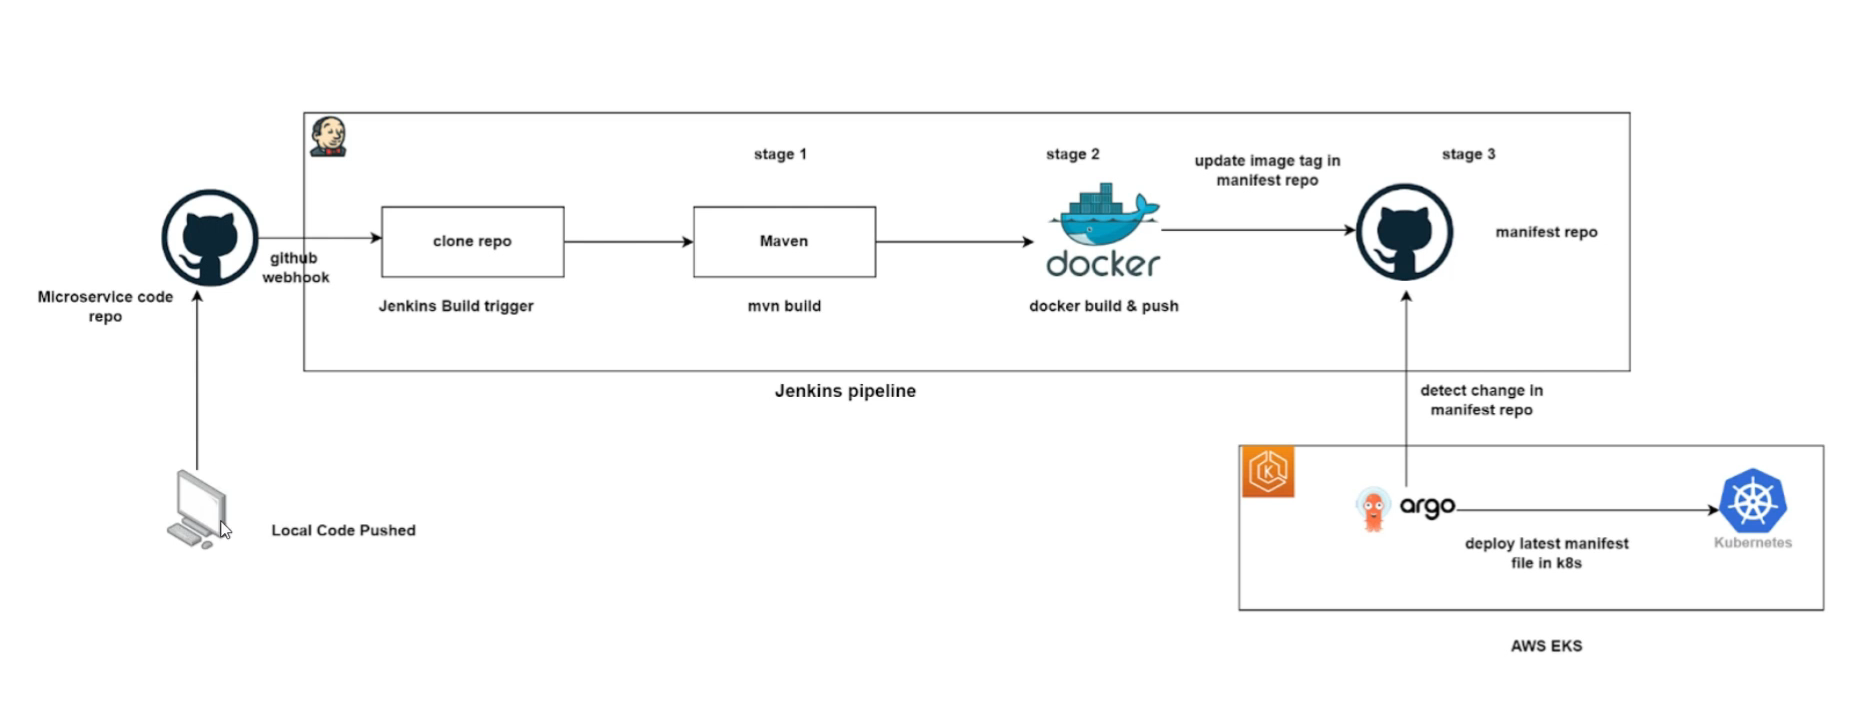 stage 1
stage 2
update image tag in
manifest repo
stage 3
clone repo
Maven
docker
manifest repo
github
webhook
Microservice code
repo
Jenkins Build trigger
mvn build
docker build & push
Jenkins pipeline
detect change in
manifest repo
K
argo
Kubernetes
deploy latest manifest
file in k8s
Local Code Pushed
AWS EKS